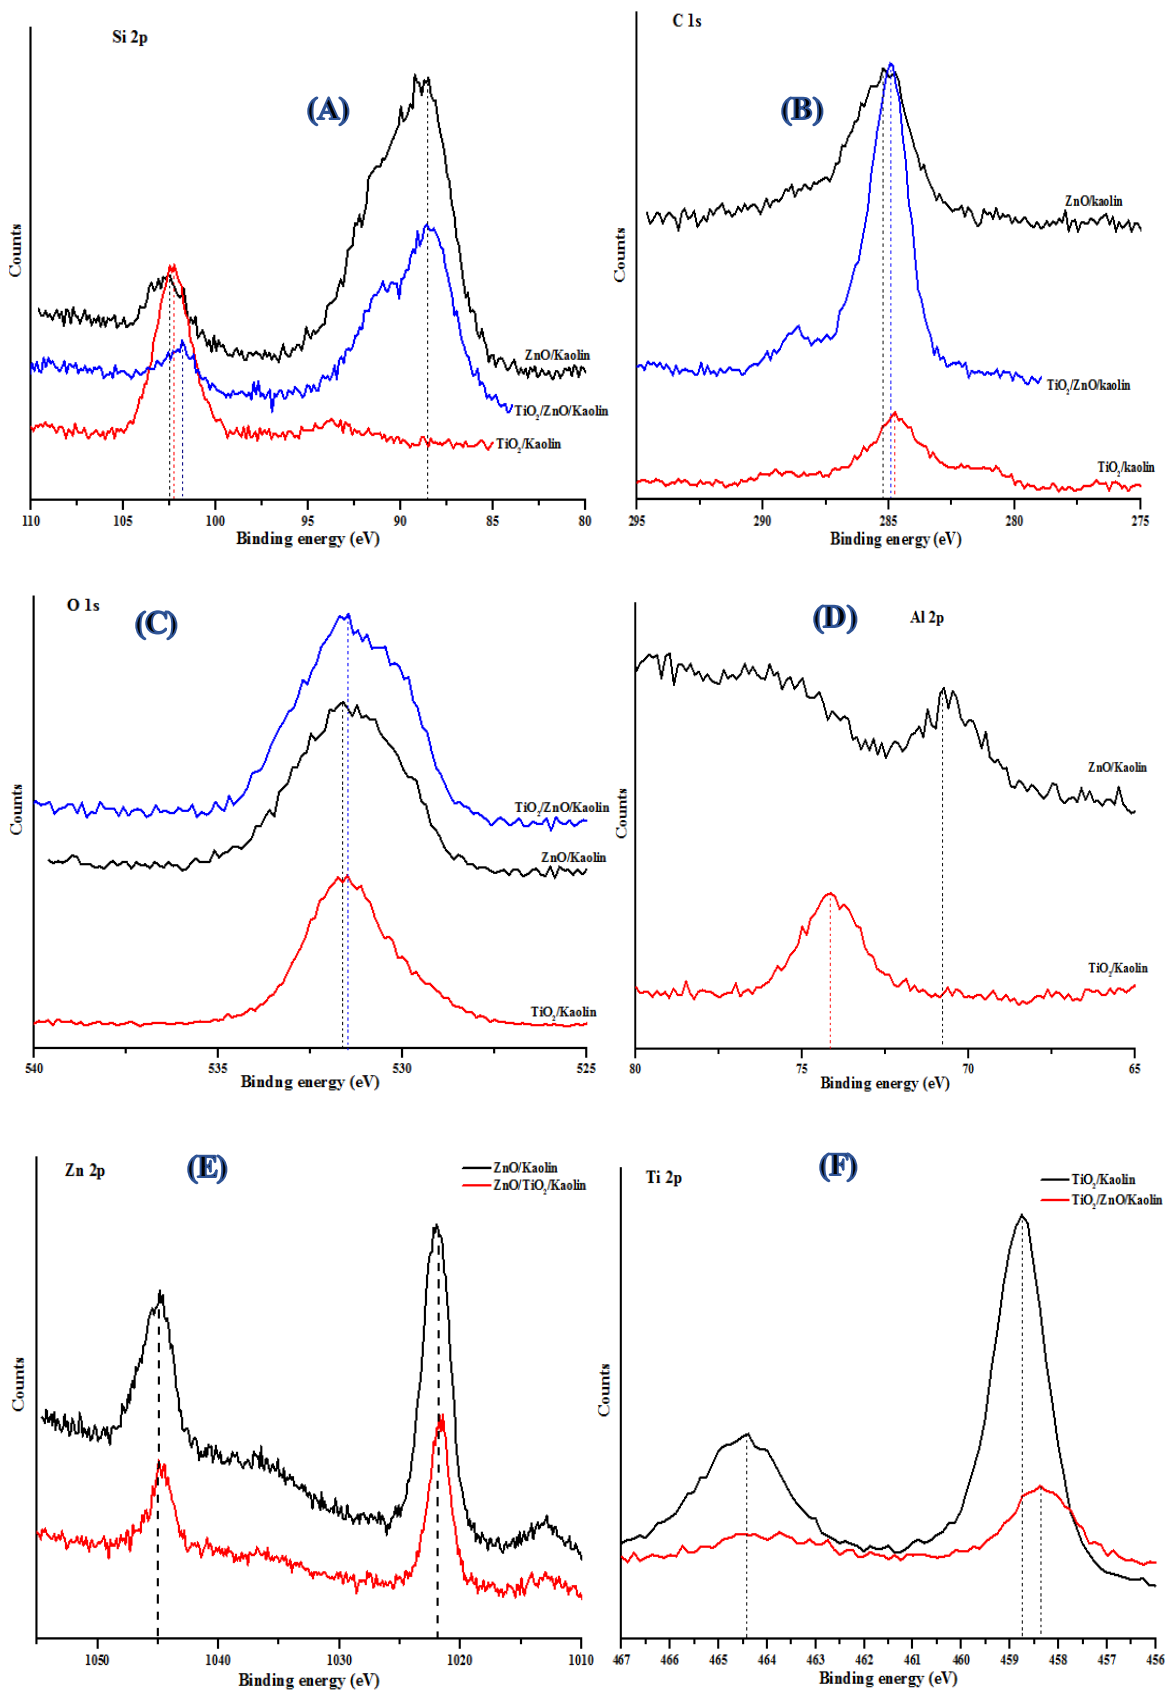 Si 2p
(A)
Counts
ZnO/Kaolin
TiO2/ZnO/Kaolin
TiO2/Kaolin
110 105 100 95 90 85 80
Binding energy (eV)
C 1s
(B)
Counts
ZnO/kaolin
TiO2/ZnO/kaolin
TiO2/kaolin
295 290 285 280 275
Binding energy (eV)
O 1s
(C)
Counts
TiO2/ZnO/Kaolin
ZnO/Kaolin
TiO2/Kaolin
540 535 530 525
Bindng energy (eV)
(D)
Al 2p
Counts
ZnO/Kaolin
TiO2/Kaolin
80 75 70 65
Binding energy (eV)
Zn 2p
(E)
ZnO/Kaolin
ZnO/TiO2/Kaolin
Counts
1050 1040 1030 1020 1010
Binding energy (eV)
Ti 2p
(F)
TiO2/Kaolin
TiO2/ZnO/Kaolin
Counts
467 466 465 464 463 462 461 460 459 458 457 456
Binding energy (eV)